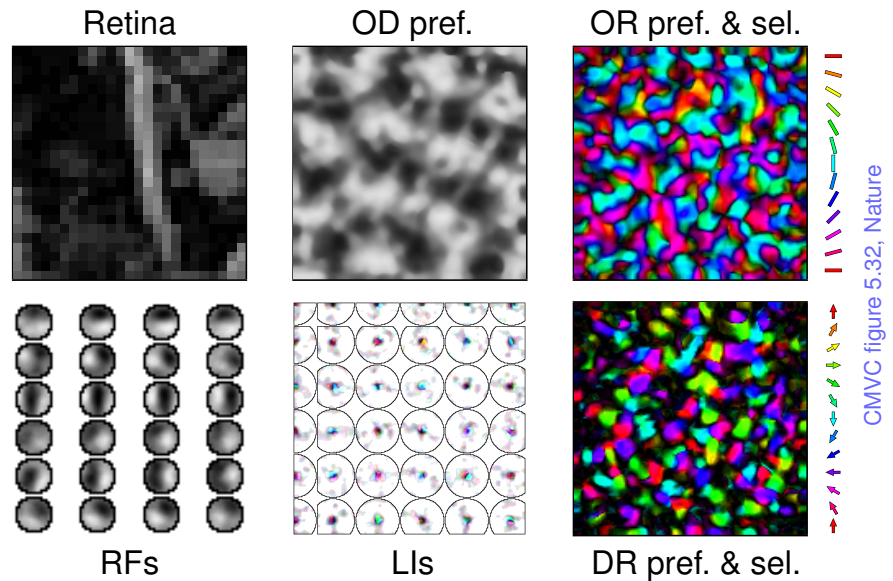 Retina
OD pref.
OR pref. & sel.
RFs
LIs
DR pref. & sel.
CMVC figure 5.32, Nature